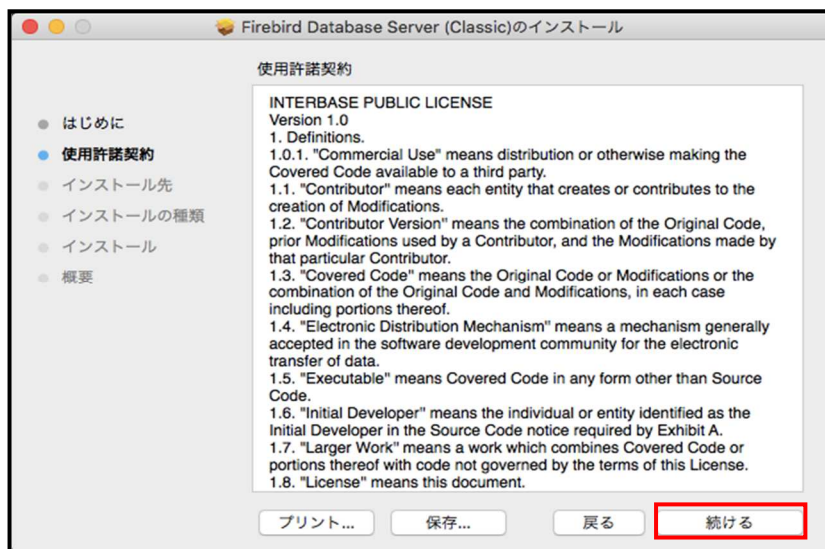 Firebird Database Server (Classic)のインストール
使用許諾契約
はじめに
使用許諾契約
インストール先
インストールの種類
インストール
概要
INTERBASE PUBLIC LICENSE
Version 1.0
1. Definitions.
1.0.1. "Commercial Use" means distribution or otherwise making the
Covered Code available to a third party.
1.1. "Contributor" means each entity that creates or contributes to the
creation of Modifications.
1.2. "Contributor Version" means the combination of the Original Code,
prior Modifications used by a Contributor, and the Modifications made by
that particular Contributor.
1.3. "Covered Code" means the Original Code or Modifications or the
combination of the Original Code and Modifications, in each case
including portions thereof.
1.4. "Electronic Distribution Mechanism" means a mechanism generally
accepted in the software development community for the electronic
transfer of data.
1.5. "Executable" means Covered Code in any form other than Source
Code.
1.6. "Initial Developer" means the individual or entity identified as the
Initial Developer in the Source Code notice required by Exhibit A.
1.7. "Larger Work" means a work which combines Covered Code or
portions thereof with code not governed by the terms of this License.
1.8. "License" means this document.
プリント... 保存... 戻る 続ける